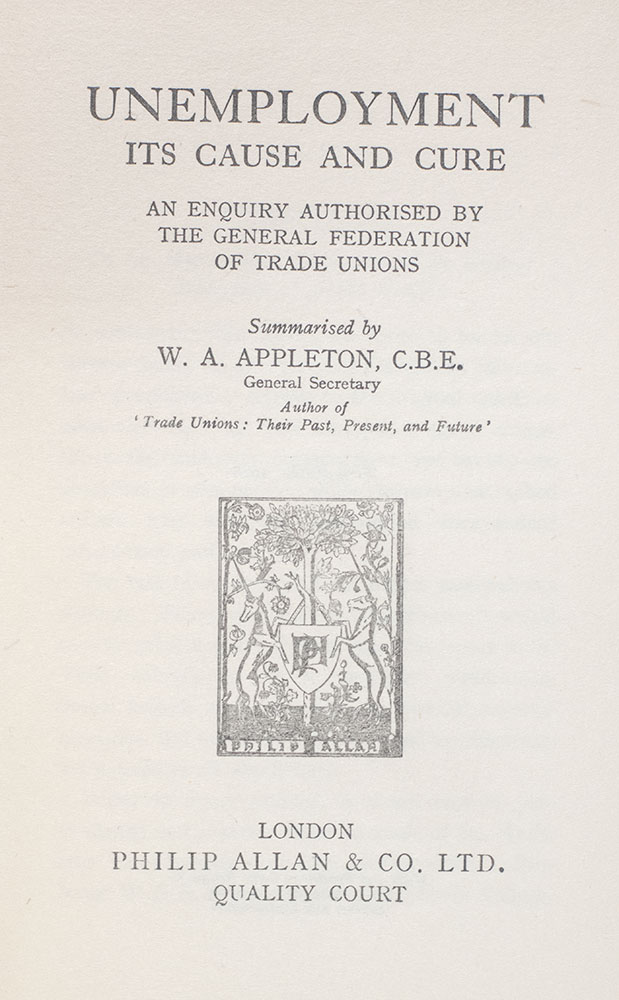 UNEMPLOYMENT
ITS CAUSE AND CURE
AN ENQUIRY AUTHORISED BY
THE GENERAL FEDERATION
OF TRADE UNIONS
Summarised by
W. A. APPLETON, C.B.E.
General Secretary
Author of
‘Trade Unions: Their Past, Present, and Future’
PA
PHILIP ALLAN
LONDON
PHILIP ALLAN & CO. LTD.
QUALITY COURT